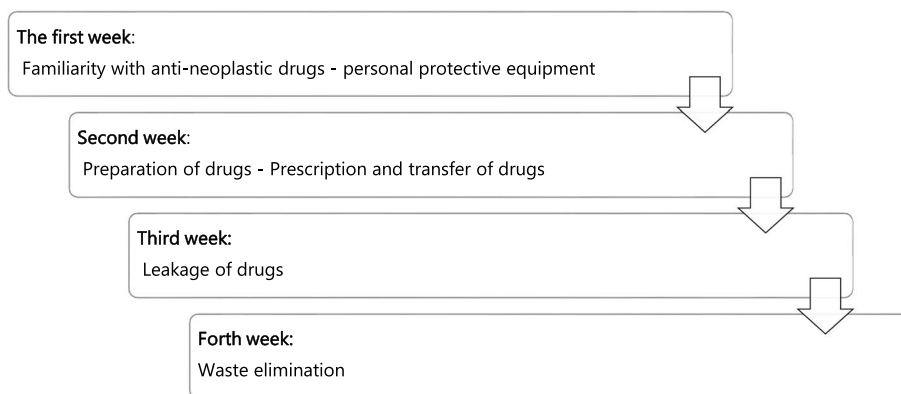 The first week:
Familiarity with anti-neoplastic drugs - personal protective equipment
Second week:
Preparation of drugs - Prescription and transfer of drugs
Third week:
Leakage of drugs
Forth week:
Waste elimination